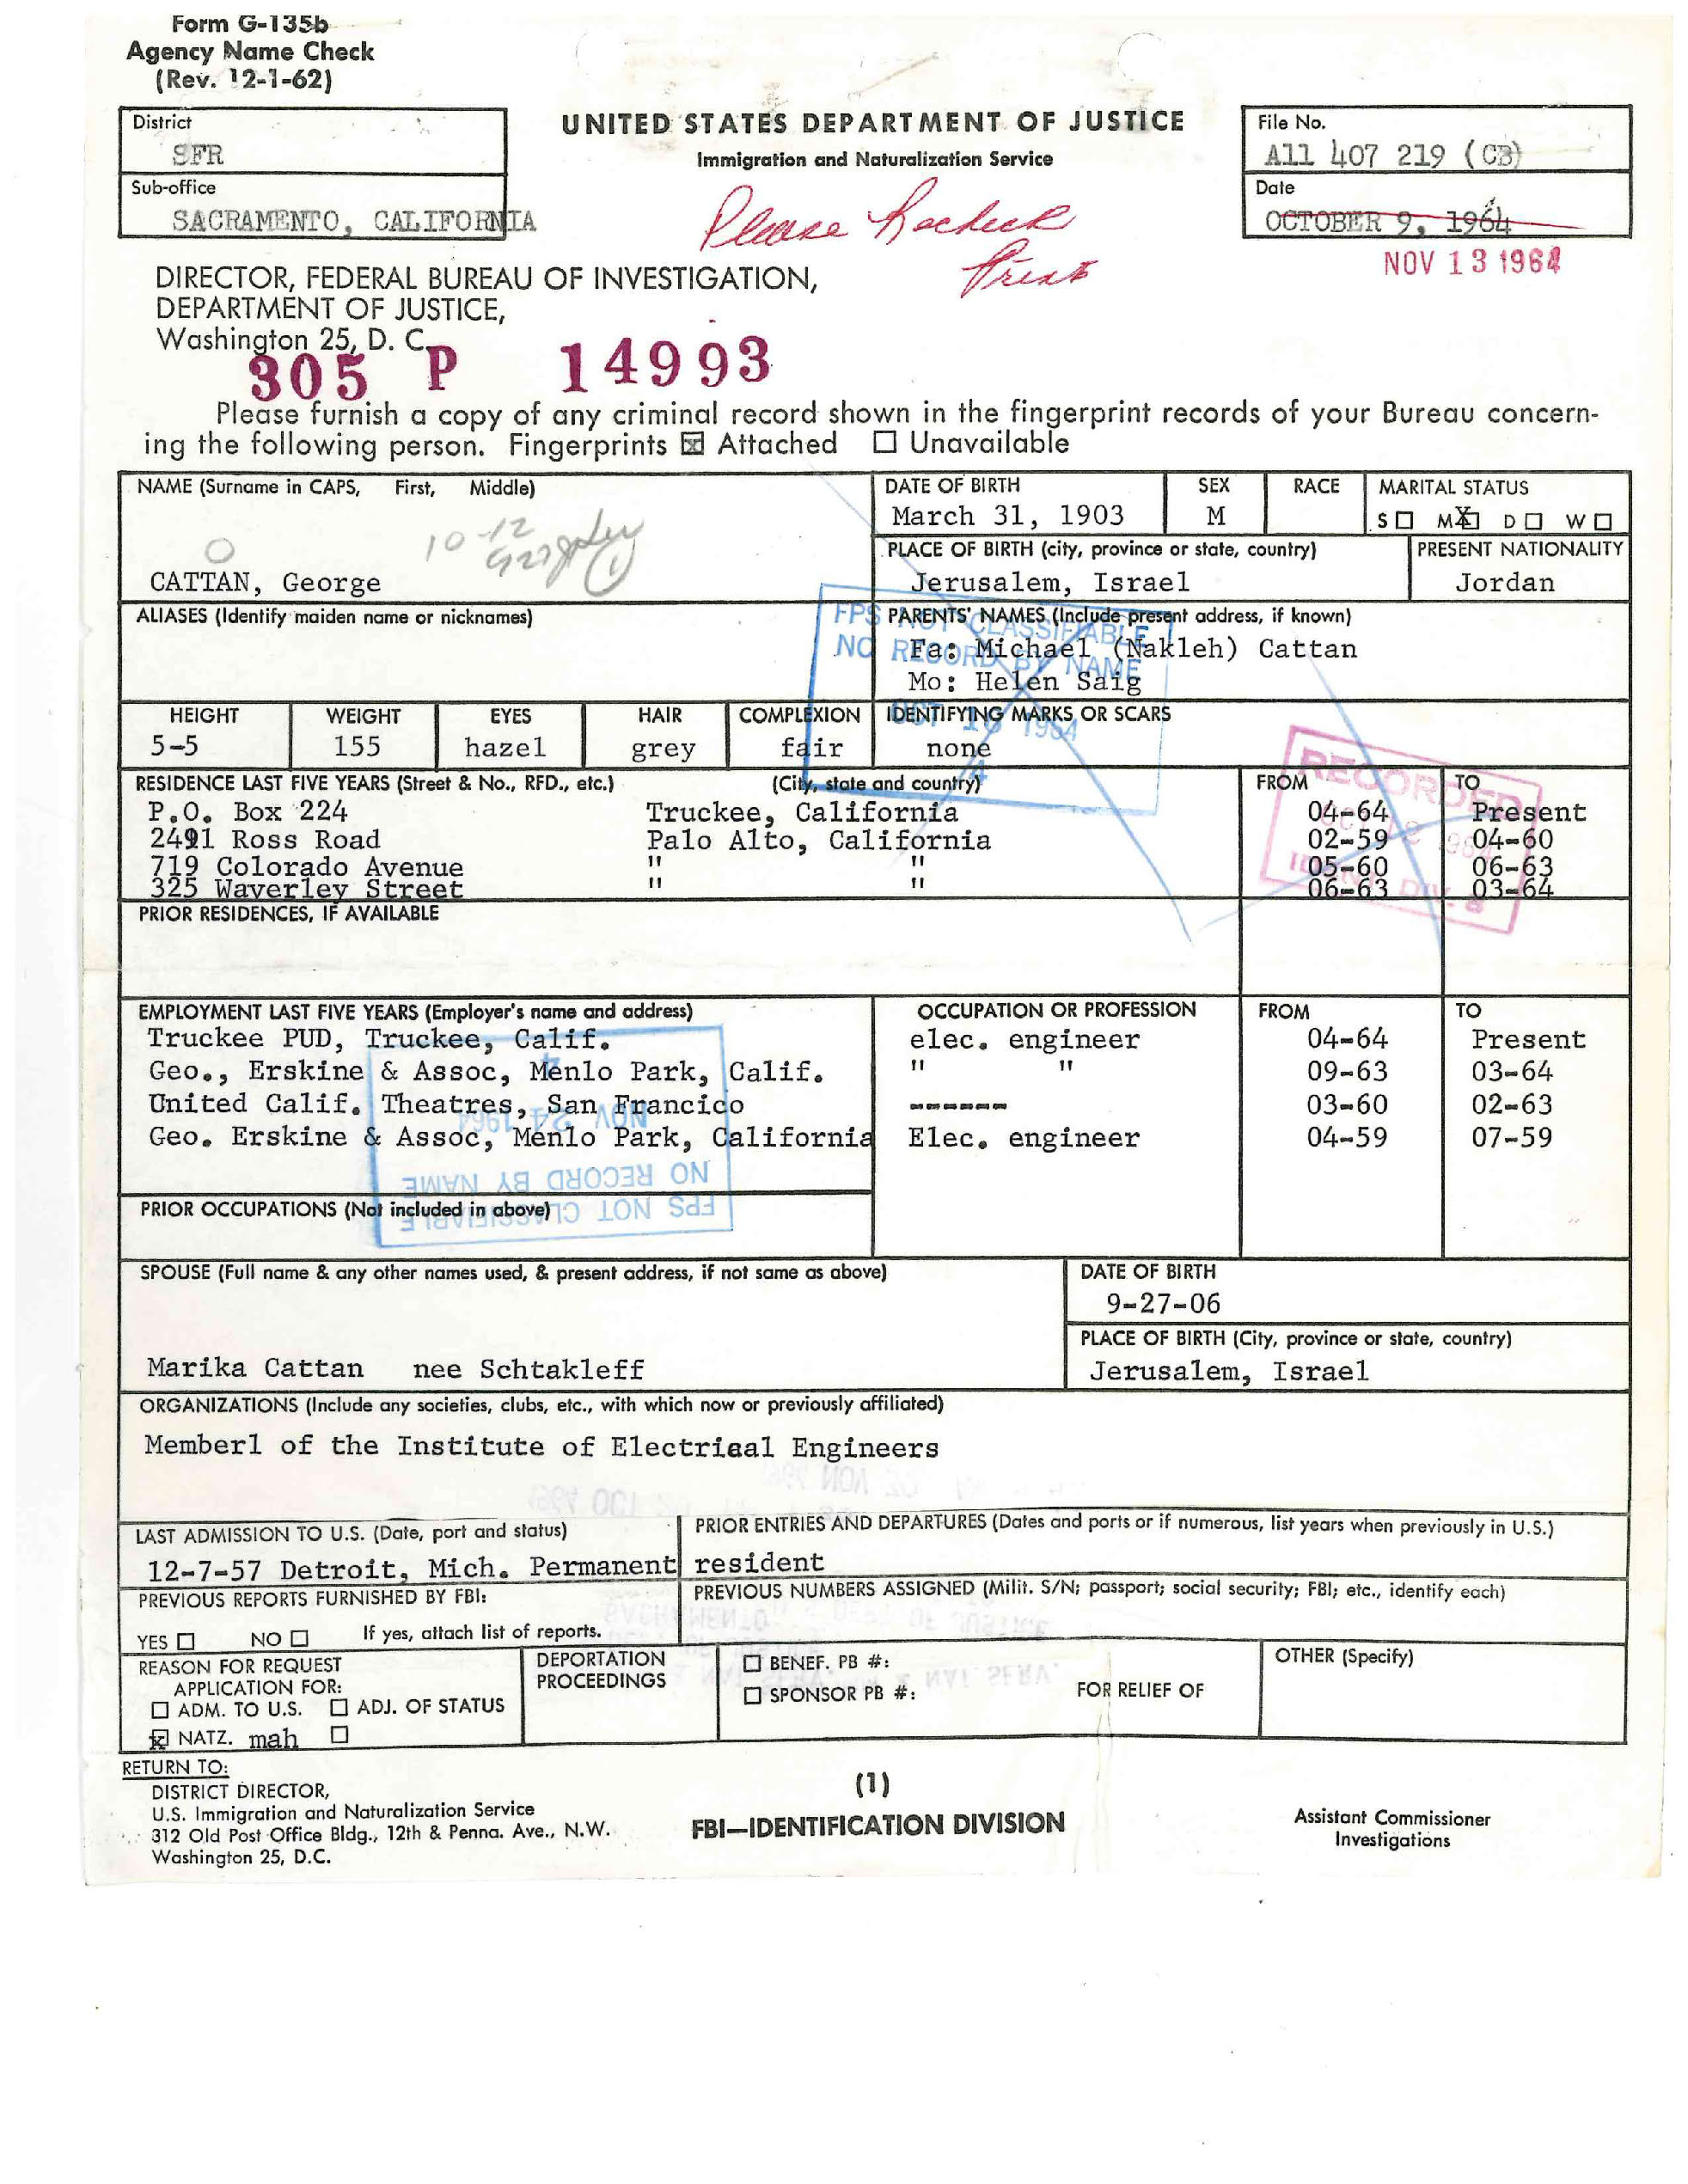 Form G-135b
Agency Name Check
(Rev. 12-1-62)
District
SFR
Sub-office
SACRAMENTO, CALIFORNIA
UNITED STATES DEPARTMENT OF JUSTICE
Immigration and Naturalization Service
File No.
A11 407 219 (CB)
Date
OCTOBER 9, 1964
NOV 13 1964
Please Recheck
Print
DIRECTOR, FEDERAL BUREAU OF INVESTIGATION,
DEPARTMENT OF JUSTICE,
Washington 25, D. C.
305 P 14993
Please furnish a copy of any criminal record shown in the fingerprint records of your Bureau concern-
ing the following person. Fingerprints ☒ Attached ☐ Unavailable
NAME (Surname in CAPS, First, Middle)
10-12
CATTAN, George
DATE OF BIRTH
March 31, 1903
SEX
M
RACE
MARITAL STATUS
S ☐ M ☒ D ☐ W ☐
PLACE OF BIRTH (city, province or state, country)
Jerusalem, Israel
PRESENT NATIONALITY
Jordan
ALIASES (Identify maiden name or nicknames)
PARENTS' NAMES (Include present address, if known)
Fa: Michael (Nakleh) Cattan
Mo: Helen Saig
FPS NOT CLASSIFIABLE
NO RECORD BY NAME
OCT 16 1964
4
HEIGHT
5-5
WEIGHT
155
EYES
hazel
HAIR
grey
COMPLEXION
fair
IDENTIFYING MARKS OR SCARS
none
RESIDENCE LAST FIVE YEARS (Street & No., RFD., etc.) (City, state and country) FROM TO
P.O. Box 224 Truckee, California 04-64 Present
2491 Ross Road Palo Alto, California 02-59 04-60
719 Colorado Avenue " " 05-60 06-63
325 Waverley Street " " 06-63 03-64
RECORDED
PRIOR RESIDENCES, IF AVAILABLE
EMPLOYMENT LAST FIVE YEARS (Employer's name and address) OCCUPATION OR PROFESSION FROM TO
Truckee PUD, Truckee, Calif. elec. engineer 04-64 Present
Geo., Erskine & Assoc, Menlo Park, Calif. " " 09-63 03-64
United Calif. Theatres, San Francico ------ 03-60 02-63
Geo. Erskine & Assoc, Menlo Park, California Elec. engineer 04-59 07-59
FPS NOT CLASSIFIABLE
NO RECORD BY NAME
NOV 24 1964
4
PRIOR OCCUPATIONS (Not included in above)
SPOUSE (Full name & any other names used, & present address, if not same as above)
Marika Cattan nee Schtakleff
DATE OF BIRTH
9-27-06
PLACE OF BIRTH (City, province or state, country)
Jerusalem, Israel
ORGANIZATIONS (Include any societies, clubs, etc., with which now or previously affiliated)
Memberl of the Institute of Electrical Engineers
LAST ADMISSION TO U.S. (Date, port and status) PRIOR ENTRIES AND DEPARTURES (Dates and ports or if numerous, list years when previously in U.S.)
12-7-57 Detroit, Mich. Permanent resident
PREVIOUS REPORTS FURNISHED BY FBI:
YES ☐ NO ☐ If yes, attach list of reports.
PREVIOUS NUMBERS ASSIGNED (Milit. S/N; passport; social security; FBI; etc., identify each)
REASON FOR REQUEST
APPLICATION FOR:
☐ ADM. TO U.S. ☐ ADJ. OF STATUS
☒ NATZ. mah ☐
DEPORTATION
PROCEEDINGS
☐ BENEF. PB #:
☐ SPONSOR PB #:
FOR RELIEF OF
OTHER (Specify)
RETURN TO:
DISTRICT DIRECTOR,
U.S. Immigration and Naturalization Service
312 Old Post Office Bldg., 12th & Penna. Ave., N.W.
Washington 25, D.C.
(1)
FBI—IDENTIFICATION DIVISION
Assistant Commissioner
Investigations